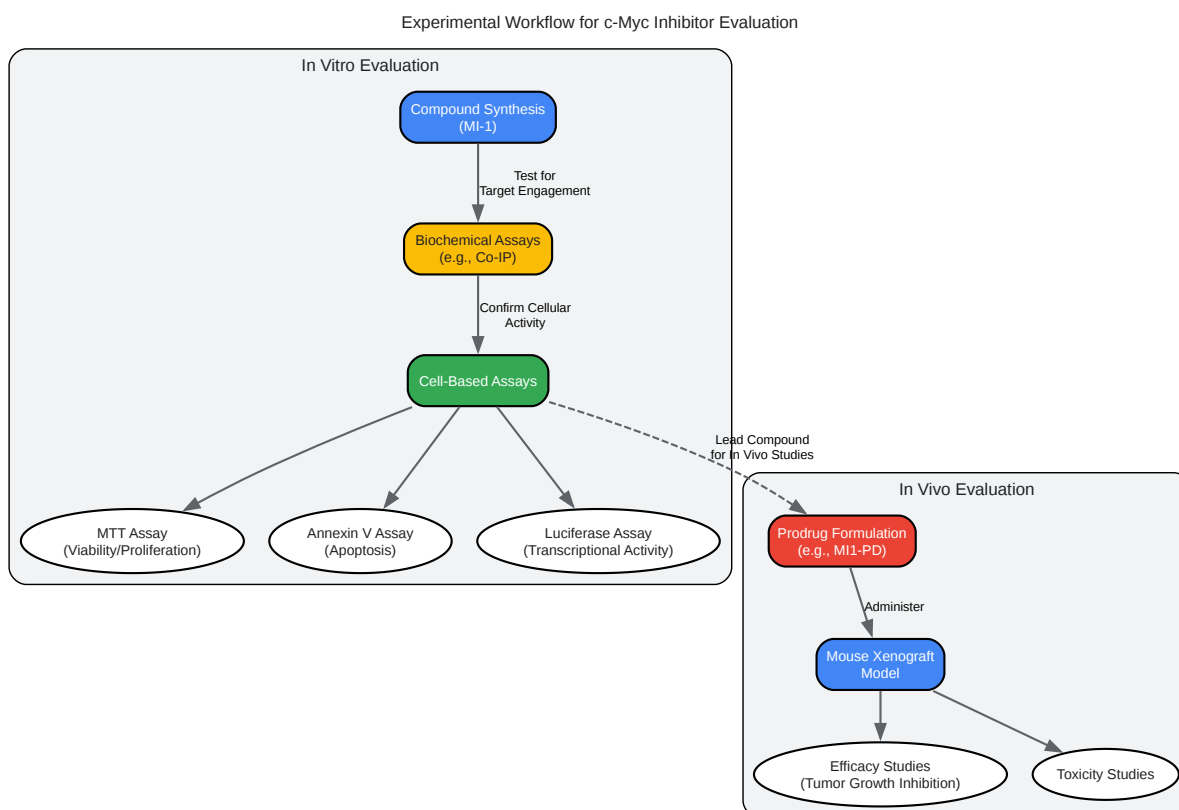 Experimental Workflow for c-Myc Inhibitor Evaluation
In Vitro Evaluation
Compound Synthesis
(MI-1)
Test for
Target Engagement
Biochemical Assays
(e.g., Co-IP)
Confirm Cellular
Activity
Cell-Based Assays
Lead Compound
for In Vivo Studies
MTT Assay
(Viability/Proliferation)
Annexin V Assay
(Apoptosis)
Luciferase Assay
(Transcriptional Activity)
In Vivo Evaluation
Prodrug Formulation
(e.g., MI1-PD)
Administer
Mouse Xenograft
Model
Efficacy Studies
(Tumor Growth Inhibition)
Toxicity Studies